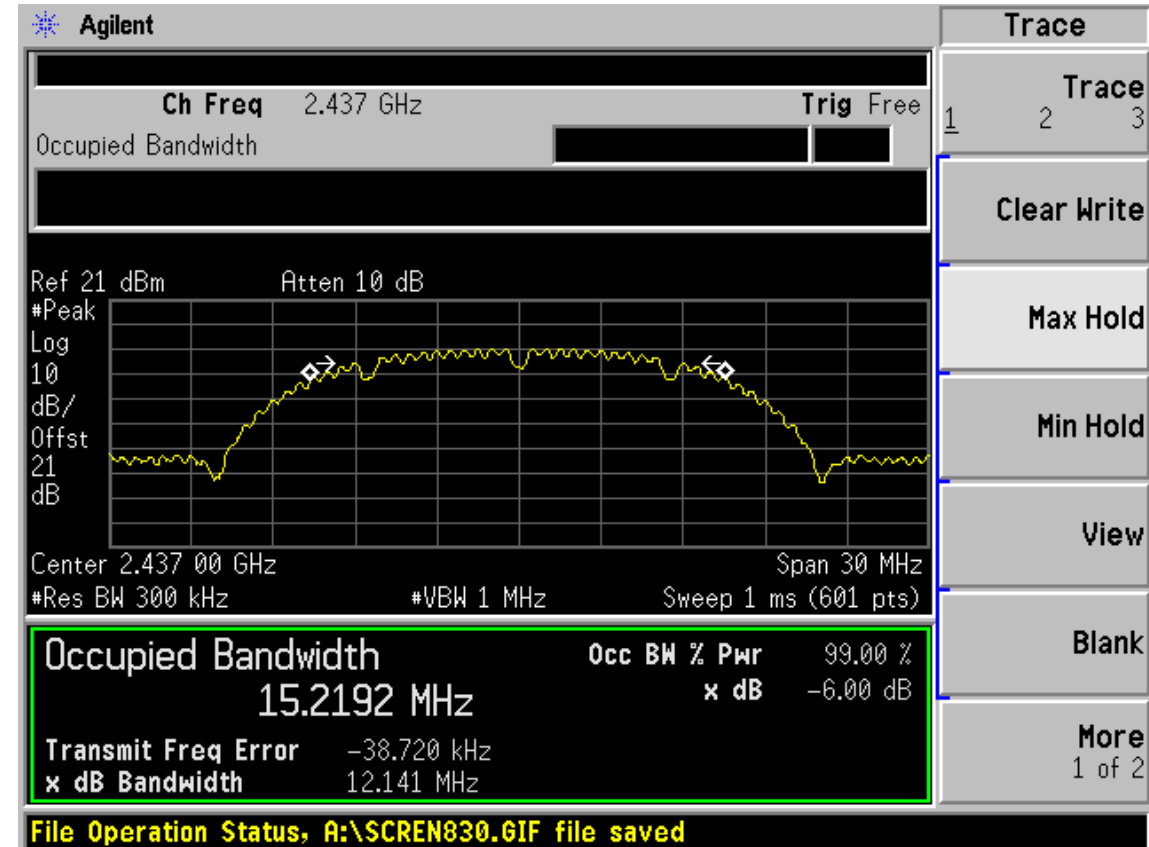 Agilent
Trace
Ch Freq 2.437 GHz Trig Free
Occupied Bandwidth
Trace
1 2 3
Clear Write
Max Hold
Min Hold
View
Blank
More
1 of 2
Ref 21 dBm Atten 10 dB
#Peak
Log
10
dB/
Offst
21
dB
Center 2.437 00 GHz Span 30 MHz
#Res BW 300 kHz #VBW 1 MHz Sweep 1 ms (601 pts)
Occupied Bandwidth Occ BW % Pwr 99.00 %
15.2192 MHz x dB -6.00 dB
Transmit Freq Error -38.720 kHz
x dB Bandwidth 12.141 MHz
File Operation Status, A:\SCREN830.GIF file saved